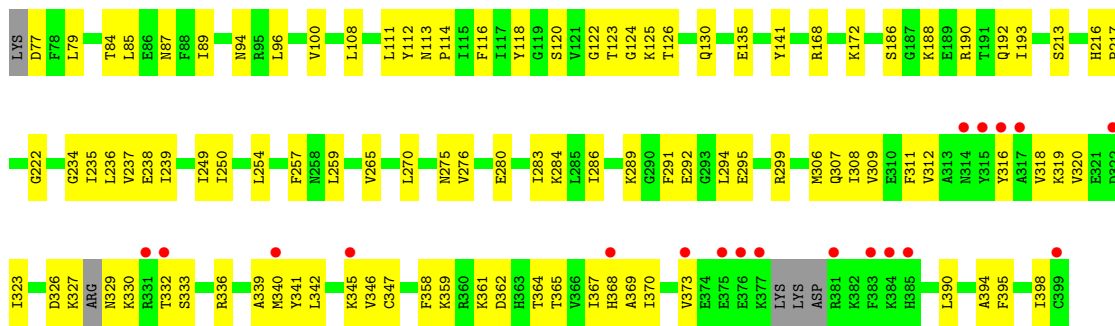 LYS D77 F78 L79 T84 L85 E86 N87 F88 I89 N94 R95 L96 V100 L108 L111 Y112 N113 P114 I115 F116 I117 Y118 G119 S120 V121 G122 T123 G124 K125 T126 Q130 E135 Y141 R168 K172 S186 G187 K188 E189 R190 T191 Q192 I193 S213 H216
G222 G234 I235 L236 V237 E238 I239 I249 I250 L254 F257 N258 L259 V265 L270 N275 V276 E280 I283 K284 L285 I286 K289 G290 F291 E292 G293 L294 E295 R299 M306 Q307 I308 V309 E310 F311 V312 A313 N314 Y315 Y316 A317 V318 K319 V320 E321 D322
I323 D326 K327 ARG N329 K330 R331 T332 S333 R336 A339 M340 Y341 L342 K345 V346 C347 F358 K359 R360 K361 D362 H363 T364 T365 V366 I367 H368 A369 I370 V373 E374 E375 E376 K377 LYS LYS ASP R381 K382 F383 H384 H385 L390 A394 F395 I398 C399